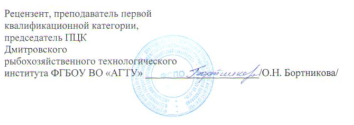 Рецензент, преподаватель первой
квалификационной категории,
председатель ПЦК
Дмитровского
рыбохозяйственного технологического
института ФГБОУ ВО «АГТУ» /О.Н. Бортникова/